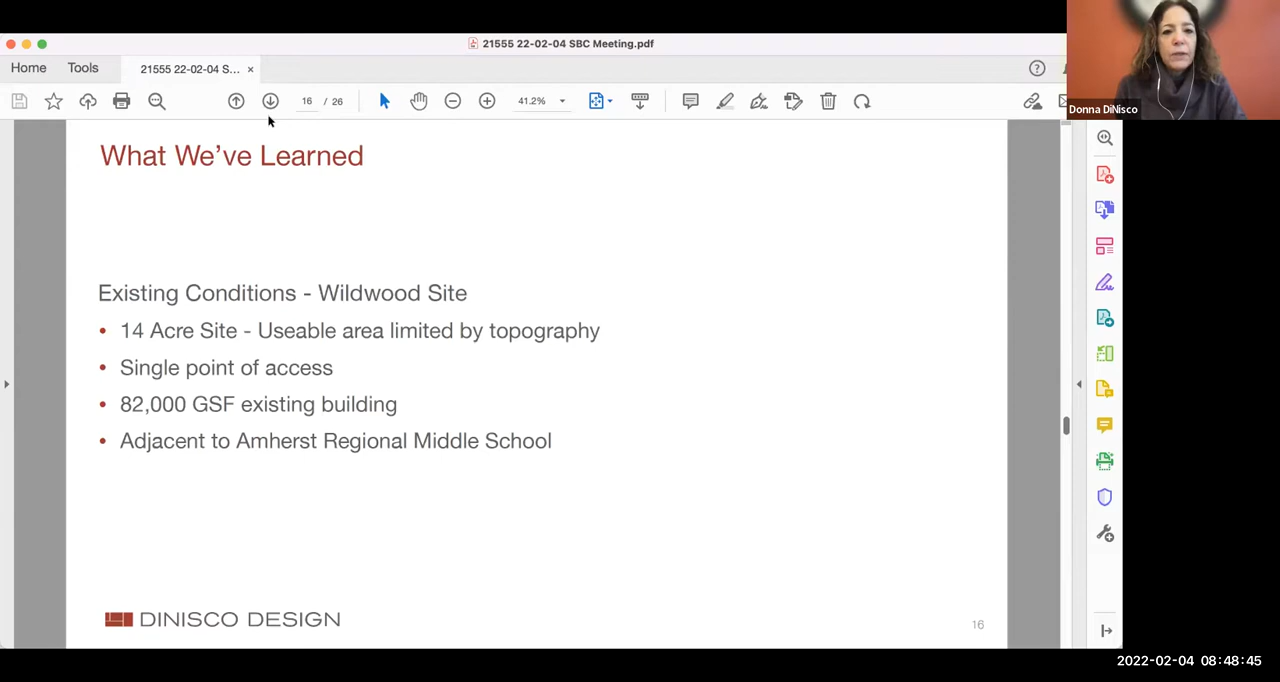 21555 22-02-04 SBC Meeting.pdf
Home Tools 21555 22-02-04 S... ×
16 / 26 41.2%
Donna DiNisco
What We've Learned
Existing Conditions - Wildwood Site
• 14 Acre Site - Useable area limited by topography
• Single point of access
• 82,000 GSF existing building
• Adjacent to Amherst Regional Middle School
DINISCO DESIGN
16
2022-02-04 08:48:45